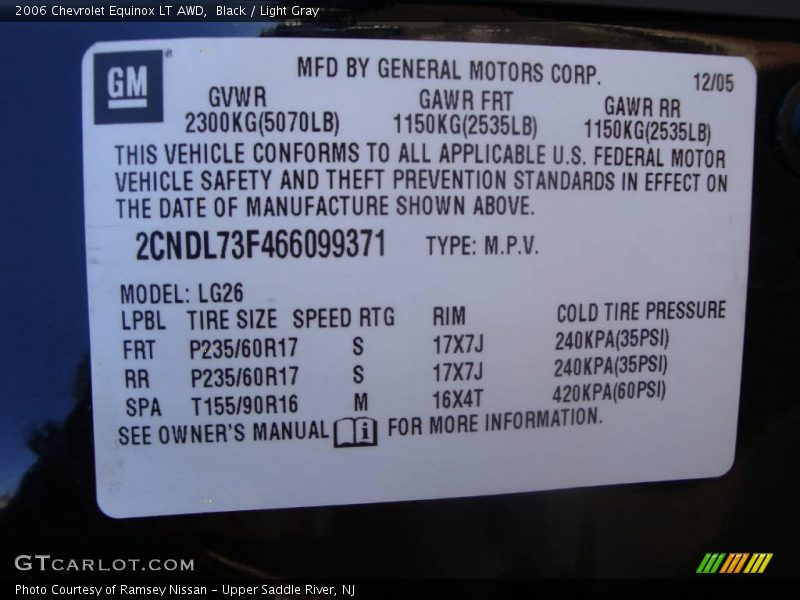 2006 Chevrolet Equinox LT AWD,  Black / Light Gray
GM ®
MFD BY GENERAL MOTORS CORP.
12/05
GVWR GAWR FRT GAWR RR
2300KG(5070LB) 1150KG(2535LB) 1150KG(2535LB)
THIS VEHICLE CONFORMS TO ALL APPLICABLE U.S. FEDERAL MOTOR
VEHICLE SAFETY AND THEFT PREVENTION STANDARDS IN EFFECT ON
THE DATE OF MANUFACTURE SHOWN ABOVE.
2CNDL73F466099371 TYPE: M.P.V.
MODEL: LG26
LPBL TIRE SIZE SPEED RTG RIM COLD TIRE PRESSURE
FRT P235/60R17 S 17X7J 240KPA(35PSI)
RR P235/60R17 S 17X7J 240KPA(35PSI)
SPA T155/90R16 M 16X4T 420KPA(60PSI)
SEE OWNER'S MANUAL i FOR MORE INFORMATION.
GTCARLOT.COM
Photo Courtesy of Ramsey Nissan - Upper Saddle River, NJ